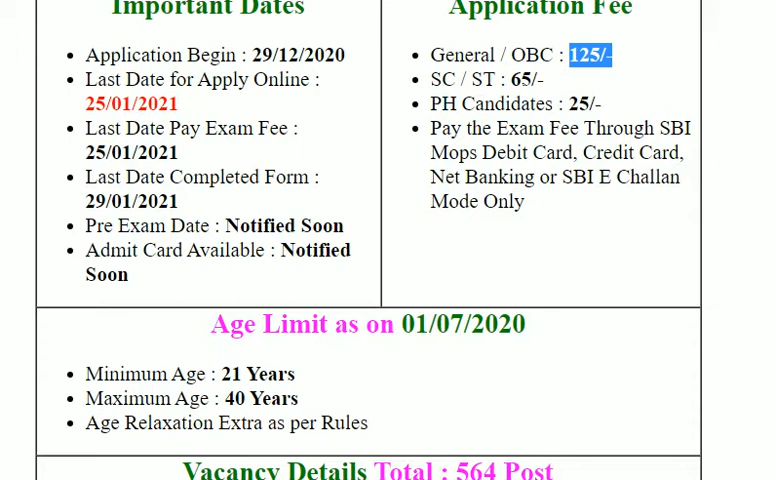 Important Dates
Application Begin : 29/12/2020
Last Date for Apply Online :
25/01/2021
Last Date Pay Exam Fee :
25/01/2021
Last Date Completed Form :
29/01/2021
Pre Exam Date : Notified Soon
Admit Card Available : Notified
Soon
Application Fee
General / OBC : 125/-
SC / ST : 65/-
PH Candidates : 25/-
Pay the Exam Fee Through SBI
Mops Debit Card, Credit Card,
Net Banking or SBI E Challan
Mode Only
Age Limit as on 01/07/2020
Minimum Age : 21 Years
Maximum Age : 40 Years
Age Relaxation Extra as per Rules
Vacancy Details Total : 564 Post